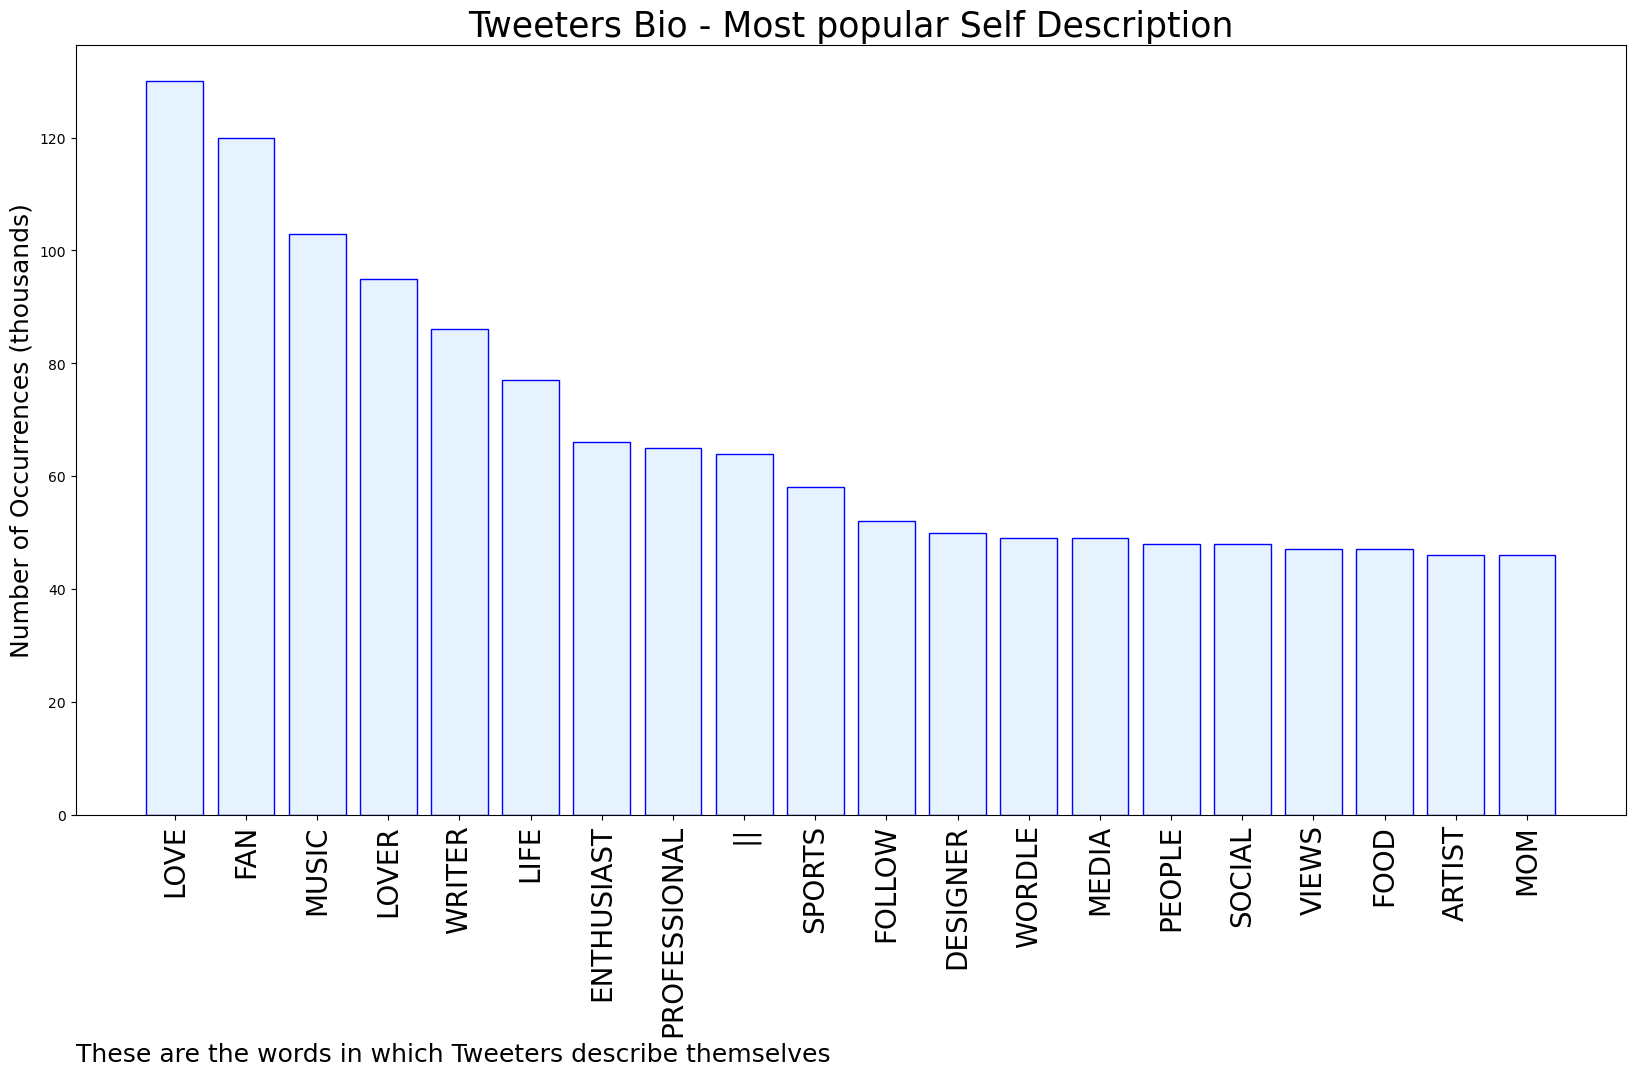 Tweeters Bio - Most popular Self Description
Number of Occurrences (thousands)
120
100
80
60
40
20
0
LOVE
FAN
MUSIC
LOVER
WRITER
LIFE
ENTHUSIAST
PROFESSIONAL
||
SPORTS
FOLLOW
DESIGNER
WORDLE
MEDIA
PEOPLE
SOCIAL
VIEWS
FOOD
ARTIST
MOM
These are the words in which Tweeters describe themselves